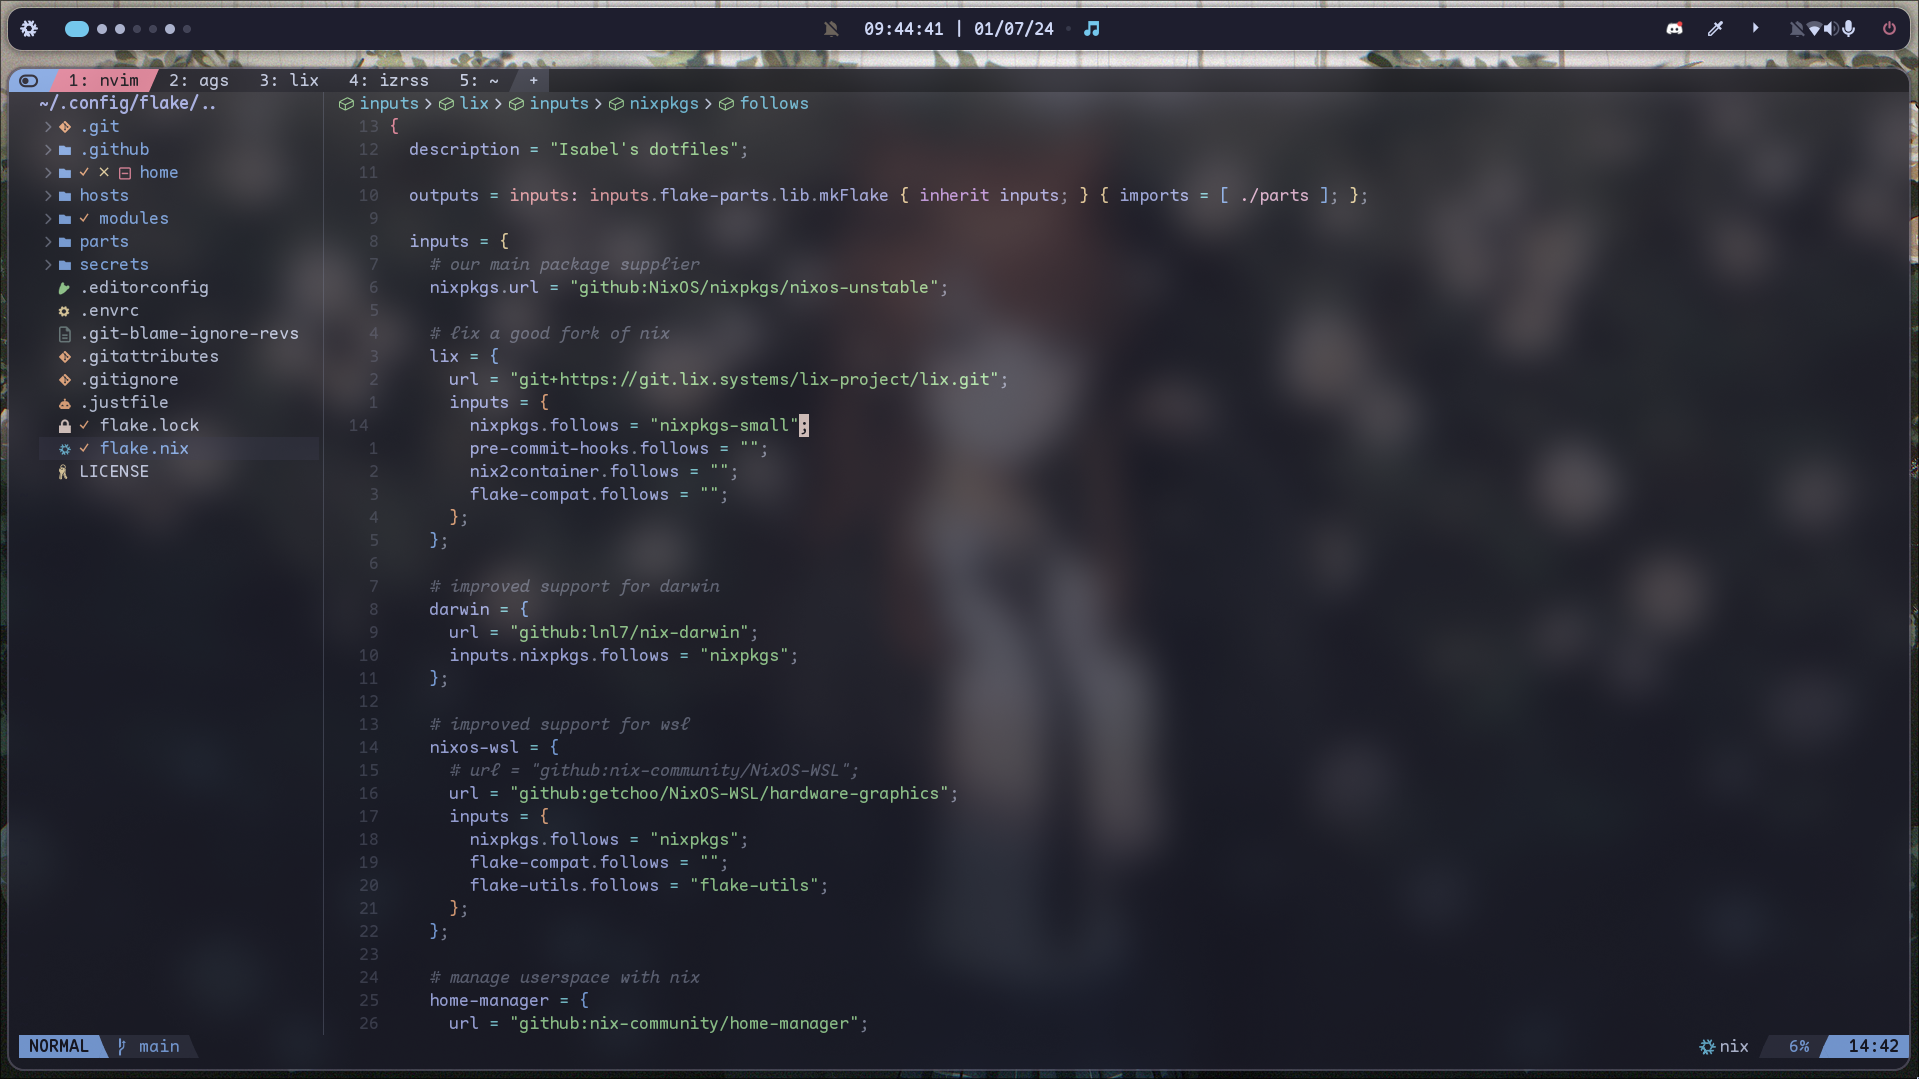 09:44:41 | 01/07/24
1: nvim 2: ags 3: lix 4: izrss 5: ~ +
~/.config/flake/..
.git
.github
home
hosts
modules
parts
secrets
.editorconfig
.envrc
.git-blame-ignore-revs
.gitattributes
.gitignore
.justfile
flake.lock
flake.nix
LICENSE
inputs > lix > inputs > nixpkgs > follows
13 {
12 description = "Isabel's dotfiles";
11
10 outputs = inputs: inputs.flake-parts.lib.mkFlake { inherit inputs; } { imports = [ ./parts ]; };
9
8 inputs = {
7 # our main package supplier
6 nixpkgs.url = "github:NixOS/nixpkgs/nixos-unstable";
5
4 # lix a good fork of nix
3 lix = {
2 url = "git+https://git.lix.systems/lix-project/lix.git";
1 inputs = {
14 nixpkgs.follows = "nixpkgs-small";
1 pre-commit-hooks.follows = "";
2 nix2container.follows = "";
3 flake-compat.follows = "";
4 };
5 };
6
7 # improved support for darwin
8 darwin = {
9 url = "github:lnl7/nix-darwin";
10 inputs.nixpkgs.follows = "nixpkgs";
11 };
12
13 # improved support for wsl
14 nixos-wsl = {
15 # url = "github:nix-community/NixOS-WSL";
16 url = "github:getchoo/NixOS-WSL/hardware-graphics";
17 inputs = {
18 nixpkgs.follows = "nixpkgs";
19 flake-compat.follows = "";
20 flake-utils.follows = "flake-utils";
21 };
22 };
23
24 # manage userspace with nix
25 home-manager = {
26 url = "github:nix-community/home-manager";
NORMAL main nix 6% 14:42